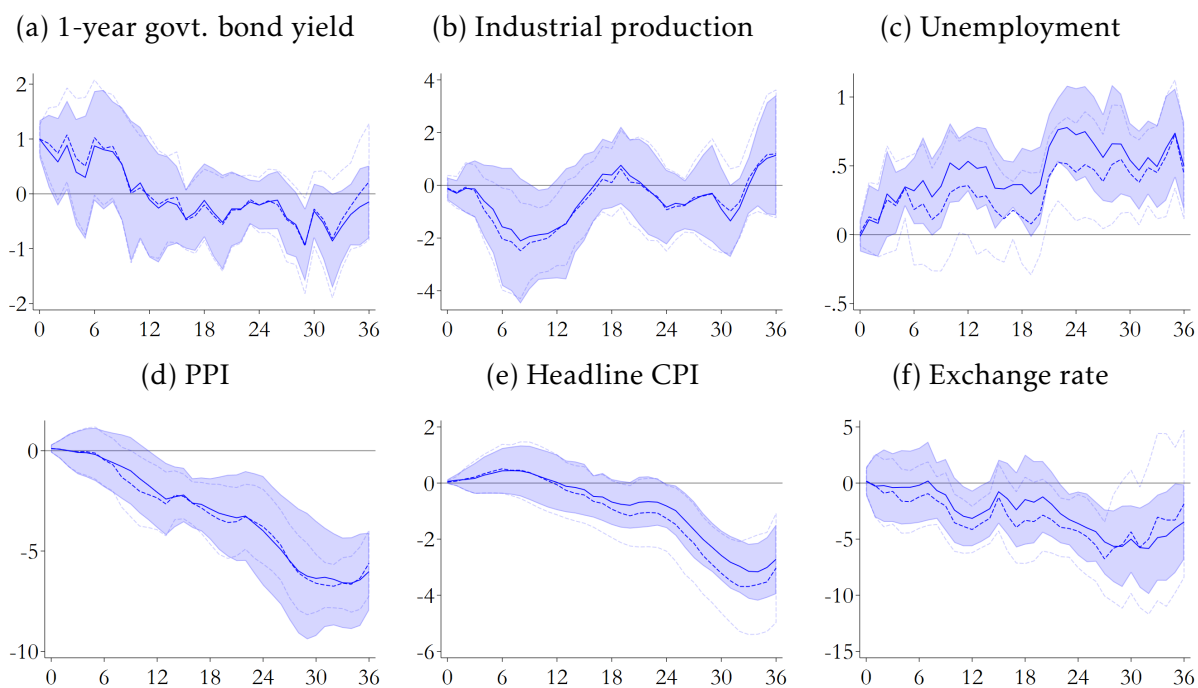 (a) 1-year govt. bond yield
(b) Industrial production
(c) Unemployment
2
1
0
-1
-2
0 6 12 18 24 30 36
4
2
0
-2
-4
0 6 12 18 24 30 36
1
.5
0
-.5
0 6 12 18 24 30 36
(d) PPI
(e) Headline CPI
(f) Exchange rate
0
-5
-10
0 6 12 18 24 30 36
2
0
-2
-4
-6
0 6 12 18 24 30 36
5
0
-5
-10
-15
0 6 12 18 24 30 36